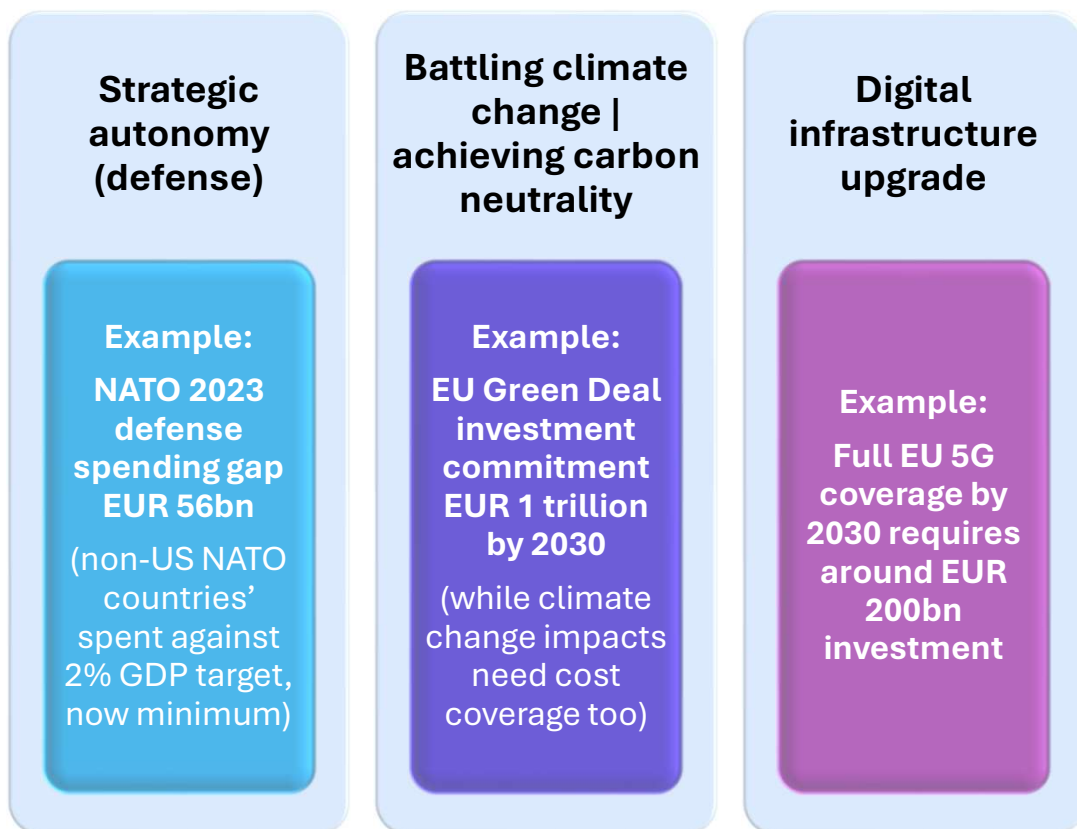 Strategic
autonomy
(defense)
Example:
NATO 2023
defense
spending gap
EUR 56bn
(non-US NATO
countries’
spent against
2% GDP target,
now minimum)
Battling climate
change |
achieving carbon
neutrality
Example:
EU Green Deal
investment
commitment
EUR 1 trillion
by 2030
(while climate
change impacts
need cost
coverage too)
Digital
infrastructure
upgrade
Example:
Full EU 5G
coverage by
2030 requires
around EUR
200bn
investment